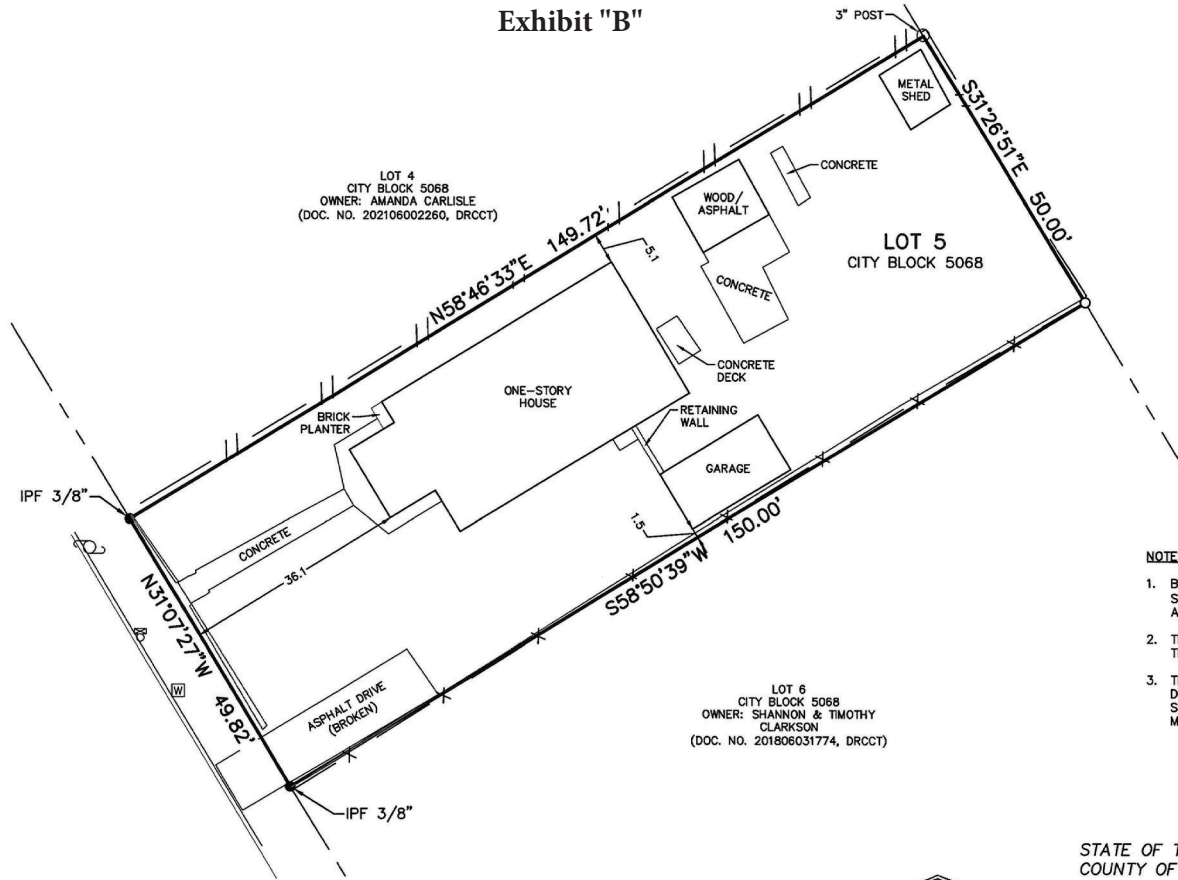 Exhibit "B"
3" POST
METAL
SHED
S31°26'51"E 50.00'
LOT 4
CITY BLOCK 5068
OWNER: AMANDA CARLISLE
(DOC. NO. 202106002260, DRCCT)
CONCRETE
WOOD/
ASPHALT
N58°46'33"E 149.72'
5.1
LOT 5
CITY BLOCK 5068
CONCRETE
CONCRETE
DECK
ONE-STORY
HOUSE
BRICK
PLANTER
RETAINING
WALL
GARAGE
IPF 3/8"
1.5
CONCRETE
36.1
S58°50'39"W 150.00'
N31°07'27"W 49.82'
W
ASPHALT DRIVE
(BROKEN)
LOT 6
CITY BLOCK 5068
OWNER: SHANNON & TIMOTHY
CLARKSON
(DOC. NO. 201806031774, DRCCT)
IPF 3/8"
NOTE
1. B
S
A
2. T
T
3. T
D
S
M
STATE OF T
COUNTY OF